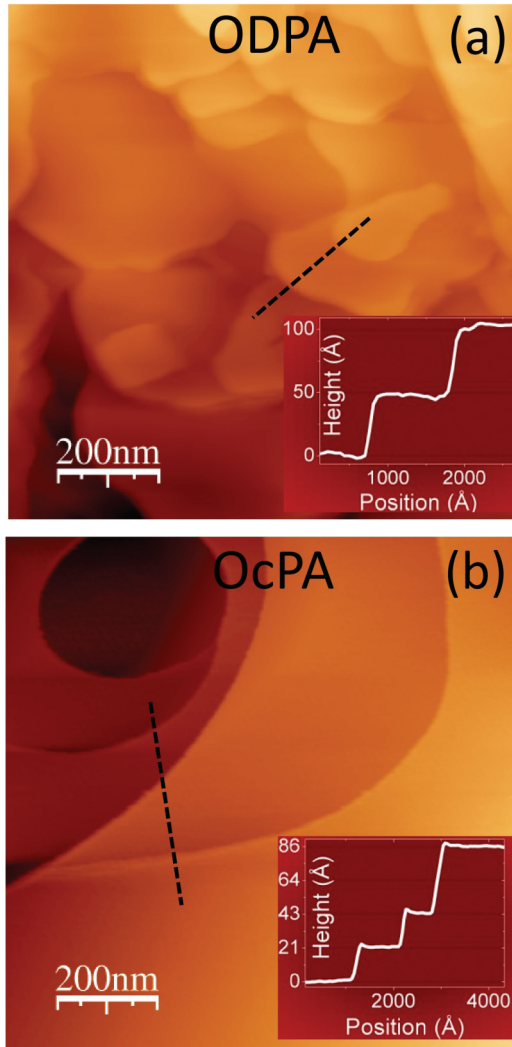 ODPA (a)
100
50
0
Height (Å)
1000 2000
Position (Å)
200nm
OcPA (b)
86
64
43
21
0
Height (Å)
2000 4000
Position (Å)
200nm